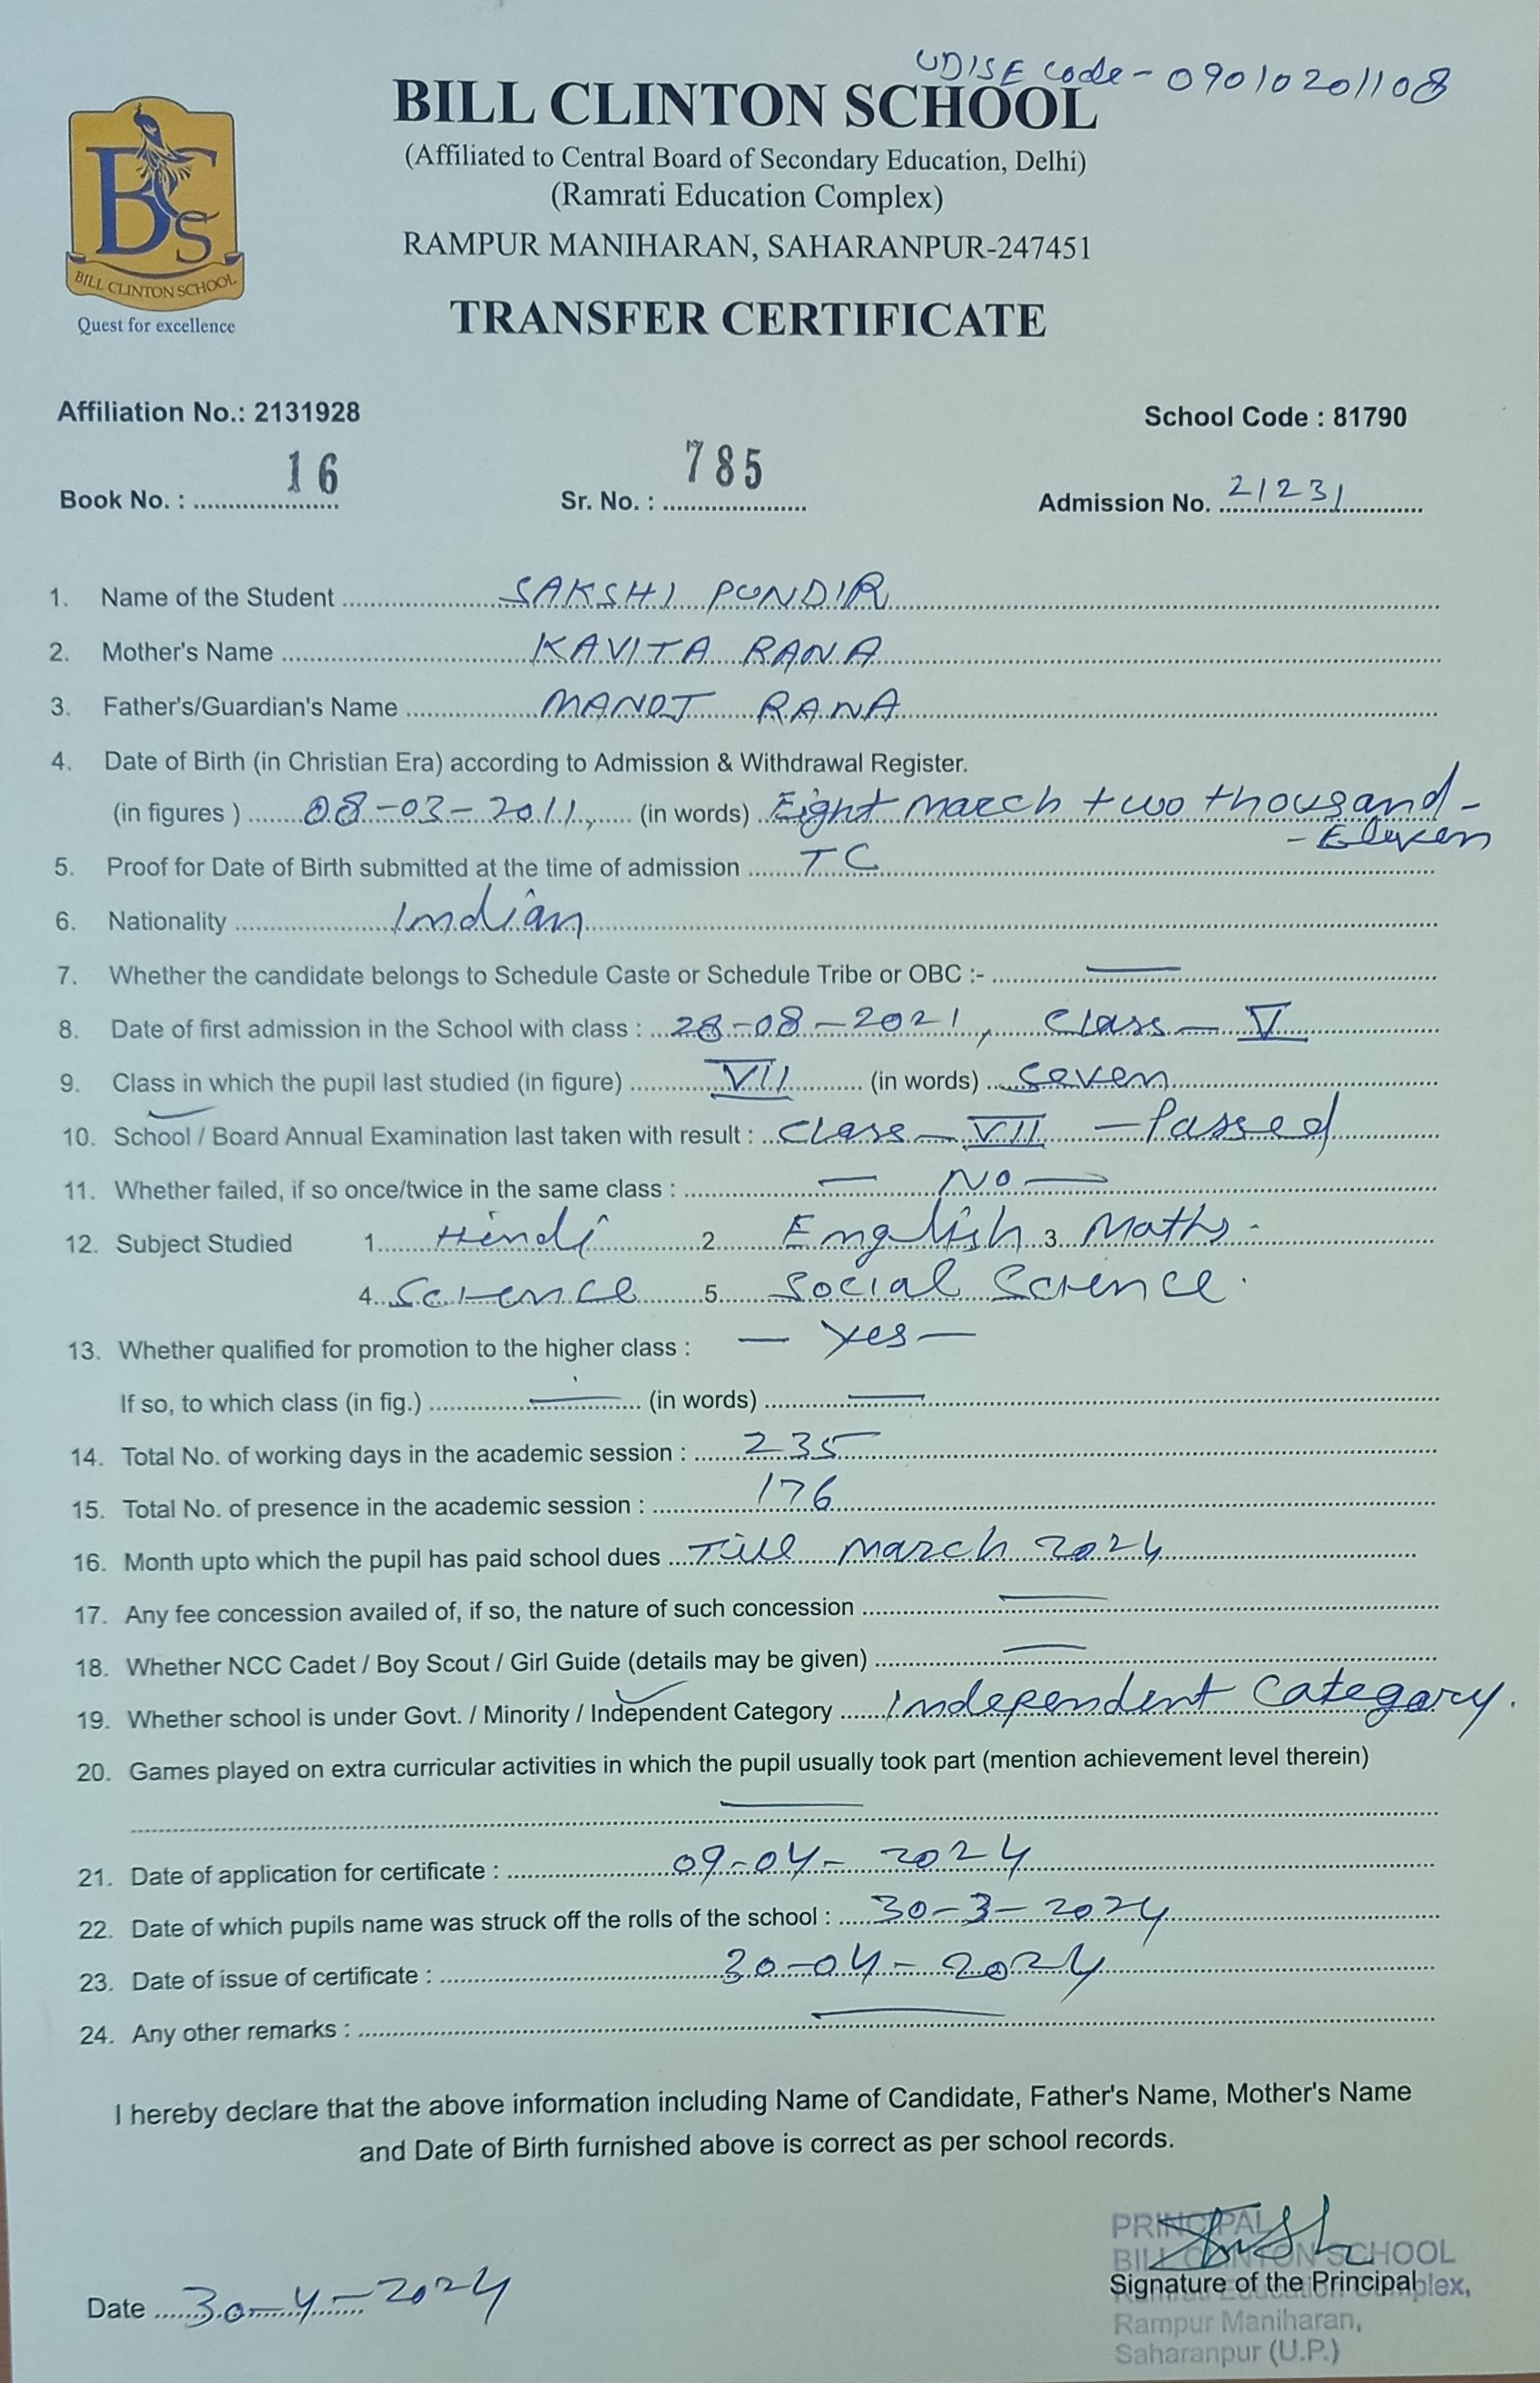 UDISE Code - 09010201108
BILL CLINTON SCHOOL
(Affiliated to Central Board of Secondary Education, Delhi)
(Ramrati Education Complex)
RAMPUR MANIHARAN, SAHARANPUR-247451
BCS
BILL CLINTON SCHOOL
Quest for excellence
TRANSFER CERTIFICATE
Affiliation No.: 2131928 School Code : 81790
Book No. : 16 Sr. No. : 785 Admission No. 21231
1. Name of the Student SAKSHI PUNDIR
2. Mother's Name KAVITA RANA
3. Father's/Guardian's Name MANOJ RANA
4. Date of Birth (in Christian Era) according to Admission & Withdrawal Register.
(in figures ) 08-03-2011, (in words) Eight march two thousand -
- Eleven
5. Proof for Date of Birth submitted at the time of admission TC
6. Nationality Indian
7. Whether the candidate belongs to Schedule Caste or Schedule Tribe or OBC :- —
8. Date of first admission in the School with class : 28-08-2021, Class — V
9. Class in which the pupil last studied (in figure) VII (in words) Seven
10. School / Board Annual Examination last taken with result : Class — VII — Passed
11. Whether failed, if so once/twice in the same class : — No —
12. Subject Studied 1. Hindi 2. English 3. Maths.
4. Science 5. Social Science.
13. Whether qualified for promotion to the higher class : — Yes —
If so, to which class (in fig.) — (in words) —
14. Total No. of working days in the academic session : 235
15. Total No. of presence in the academic session : 176
16. Month upto which the pupil has paid school dues Till march 2024
17. Any fee concession availed of, if so, the nature of such concession —
18. Whether NCC Cadet / Boy Scout / Girl Guide (details may be given) —
19. Whether school is under Govt. / Minority / Independent Category Independent Category.
20. Games played on extra curricular activities in which the pupil usually took part (mention achievement level therein)
—
21. Date of application for certificate : 09-04-2024
22. Date of which pupils name was struck off the rolls of the school : 30-3-2024
23. Date of issue of certificate : 30-04-2024
24. Any other remarks : —
I hereby declare that the above information including Name of Candidate, Father's Name, Mother's Name
and Date of Birth furnished above is correct as per school records.
PRINCIPAL
BILL CLINTON SCHOOL
Signature of the Principal
Rampur Maniharan,
Saharanpur (U.P.)
Date 30-4-2024